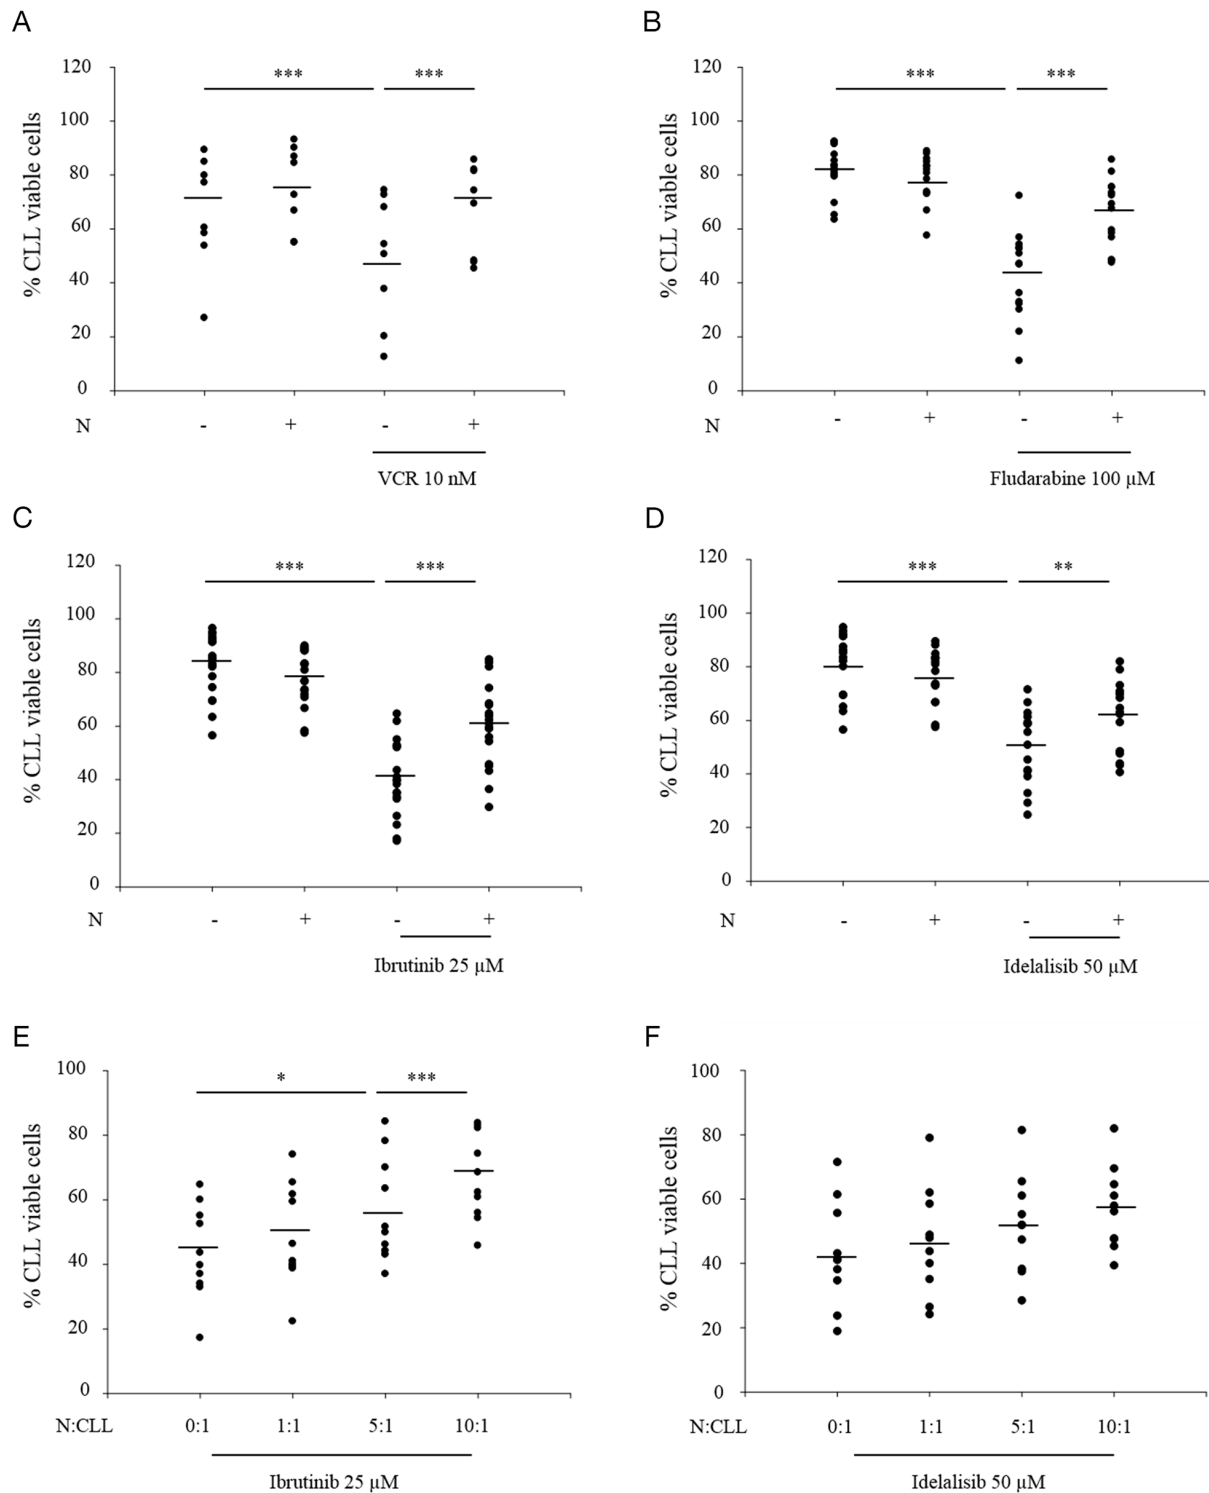 A
120
100
80
60
40
20
0
% CLL viable cells
*** ***
N - + - +
VCR 10 nM
B
120
100
80
60
40
20
0
% CLL viable cells
*** ***
N - + - +
Fludarabine 100 µM
C
120
100
80
60
40
20
0
% CLL viable cells
*** ***
N - + - +
Ibrutinib 25 µM
D
120
100
80
60
40
20
0
% CLL viable cells
*** **
N - + - +
Idelalisib 50 µM
E
100
80
60
40
20
0
% CLL viable cells
* ***
N:CLL 0:1 1:1 5:1 10:1
Ibrutinib 25 µM
F
100
80
60
40
20
0
% CLL viable cells
N:CLL 0:1 1:1 5:1 10:1
Idelalisib 50 µM